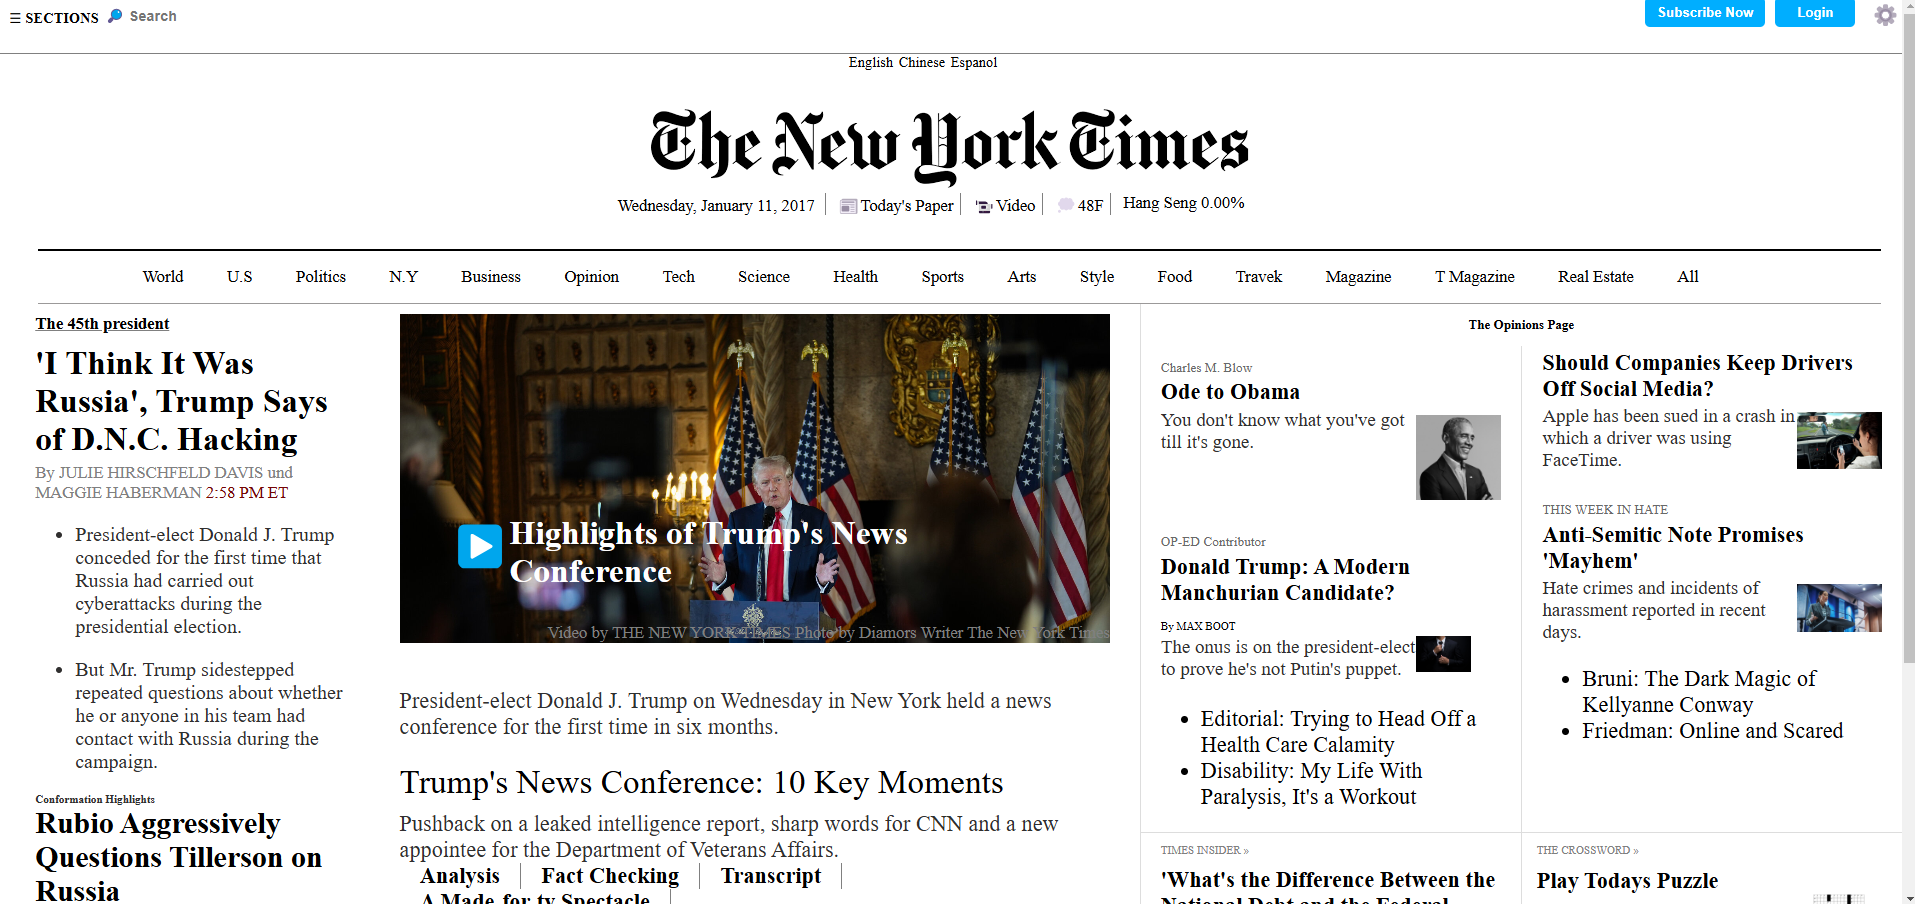 ☰ SECTIONS Search
Subscribe Now Login
English Chinese Espanol
The New York Times
Wednesday, January 11, 2017 Today's Paper Video 48F Hang Seng 0.00%
World U.S Politics N.Y Business Opinion Tech Science Health Sports Arts Style Food Travek Magazine T Magazine Real Estate All
The 45th president
'I Think It Was
Russia', Trump Says
of D.N.C. Hacking
By JULIE HIRSCHFELD DAVIS und
MAGGIE HABERMAN 2:58 PM ET
• President-elect Donald J. Trump
conceded for the first time that
Russia had carried out
cyberattacks during the
presidential election.
• But Mr. Trump sidestepped
repeated questions about whether
he or anyone in his team had
contact with Russia during the
campaign.
Conformation Highlights
Rubio Aggressively
Questions Tillerson on
Russia
Highlights of Trump's News
Conference
Video by THE NEW YORK TIMES Photo by Diamors Writer The New York Times
President-elect Donald J. Trump on Wednesday in New York held a news
conference for the first time in six months.
Trump's News Conference: 10 Key Moments
Pushback on a leaked intelligence report, sharp words for CNN and a new
appointee for the Department of Veterans Affairs.
Analysis Fact Checking Transcript
A Made-for-tv Spectacle
The Opinions Page
Charles M. Blow
Ode to Obama
You don't know what you've got
till it's gone.
OP-ED Contributor
Donald Trump: A Modern
Manchurian Candidate?
By MAX BOOT
The onus is on the president-elect
to prove he's not Putin's puppet.
• Editorial: Trying to Head Off a
Health Care Calamity
• Disability: My Life With
Paralysis, It's a Workout
Should Companies Keep Drivers
Off Social Media?
Apple has been sued in a crash in
which a driver was using
FaceTime.
THIS WEEK IN HATE
Anti-Semitic Note Promises
'Mayhem'
Hate crimes and incidents of
harassment reported in recent
days.
• Bruni: The Dark Magic of
Kellyanne Conway
• Friedman: Online and Scared
TIMES INSIDER »
'What's the Difference Between the
National Debt and the Federal
THE CROSSWORD »
Play Todays Puzzle